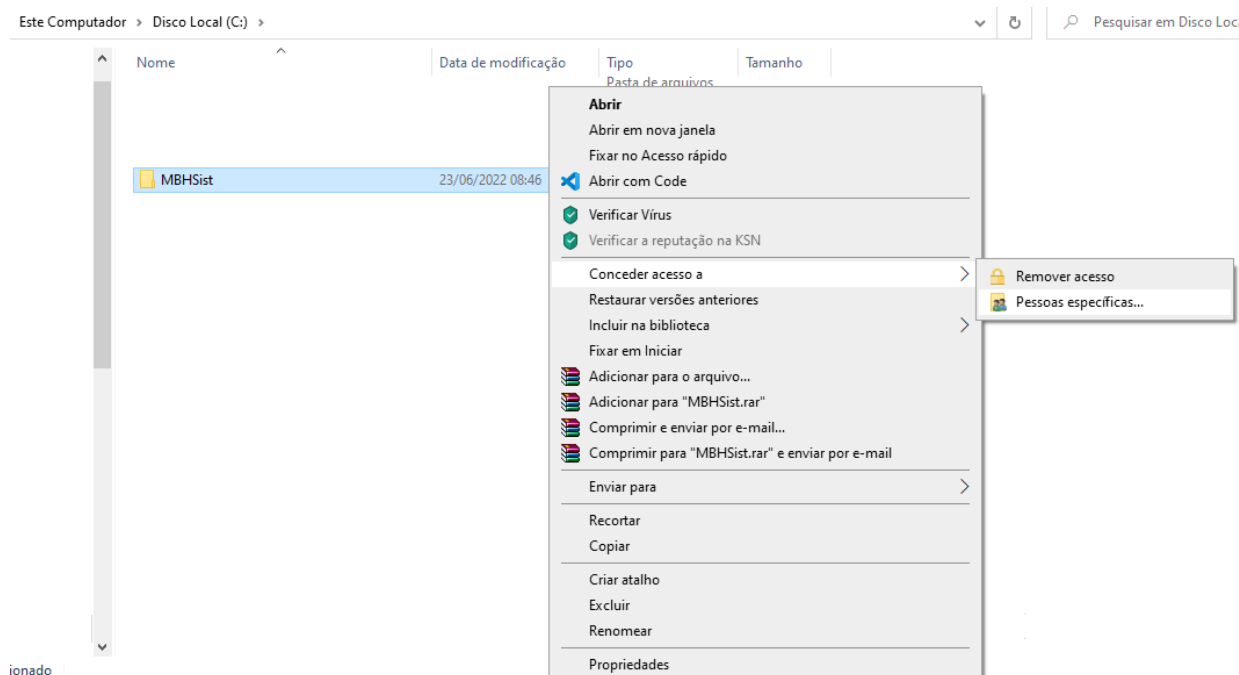 Este Computador > Disco Local (C:) >
Pesquisar em Disco Loc
Nome
Data de modificação
Tipo
Tamanho
Pasta de arquivos
MBHSist
23/06/2022 08:46
Abrir
Abrir em nova janela
Fixar no Acesso rápido
Abrir com Code
Verificar Vírus
Verificar a reputação na KSN
Conceder acesso a
Remover acesso
Pessoas específicas...
Restaurar versões anteriores
Incluir na biblioteca
Fixar em Iniciar
Adicionar para o arquivo...
Adicionar para "MBHSist.rar"
Comprimir e enviar por e-mail...
Comprimir para "MBHSist.rar" e enviar por e-mail
Enviar para
Recortar
Copiar
Criar atalho
Excluir
Renomear
Propriedades
ionado